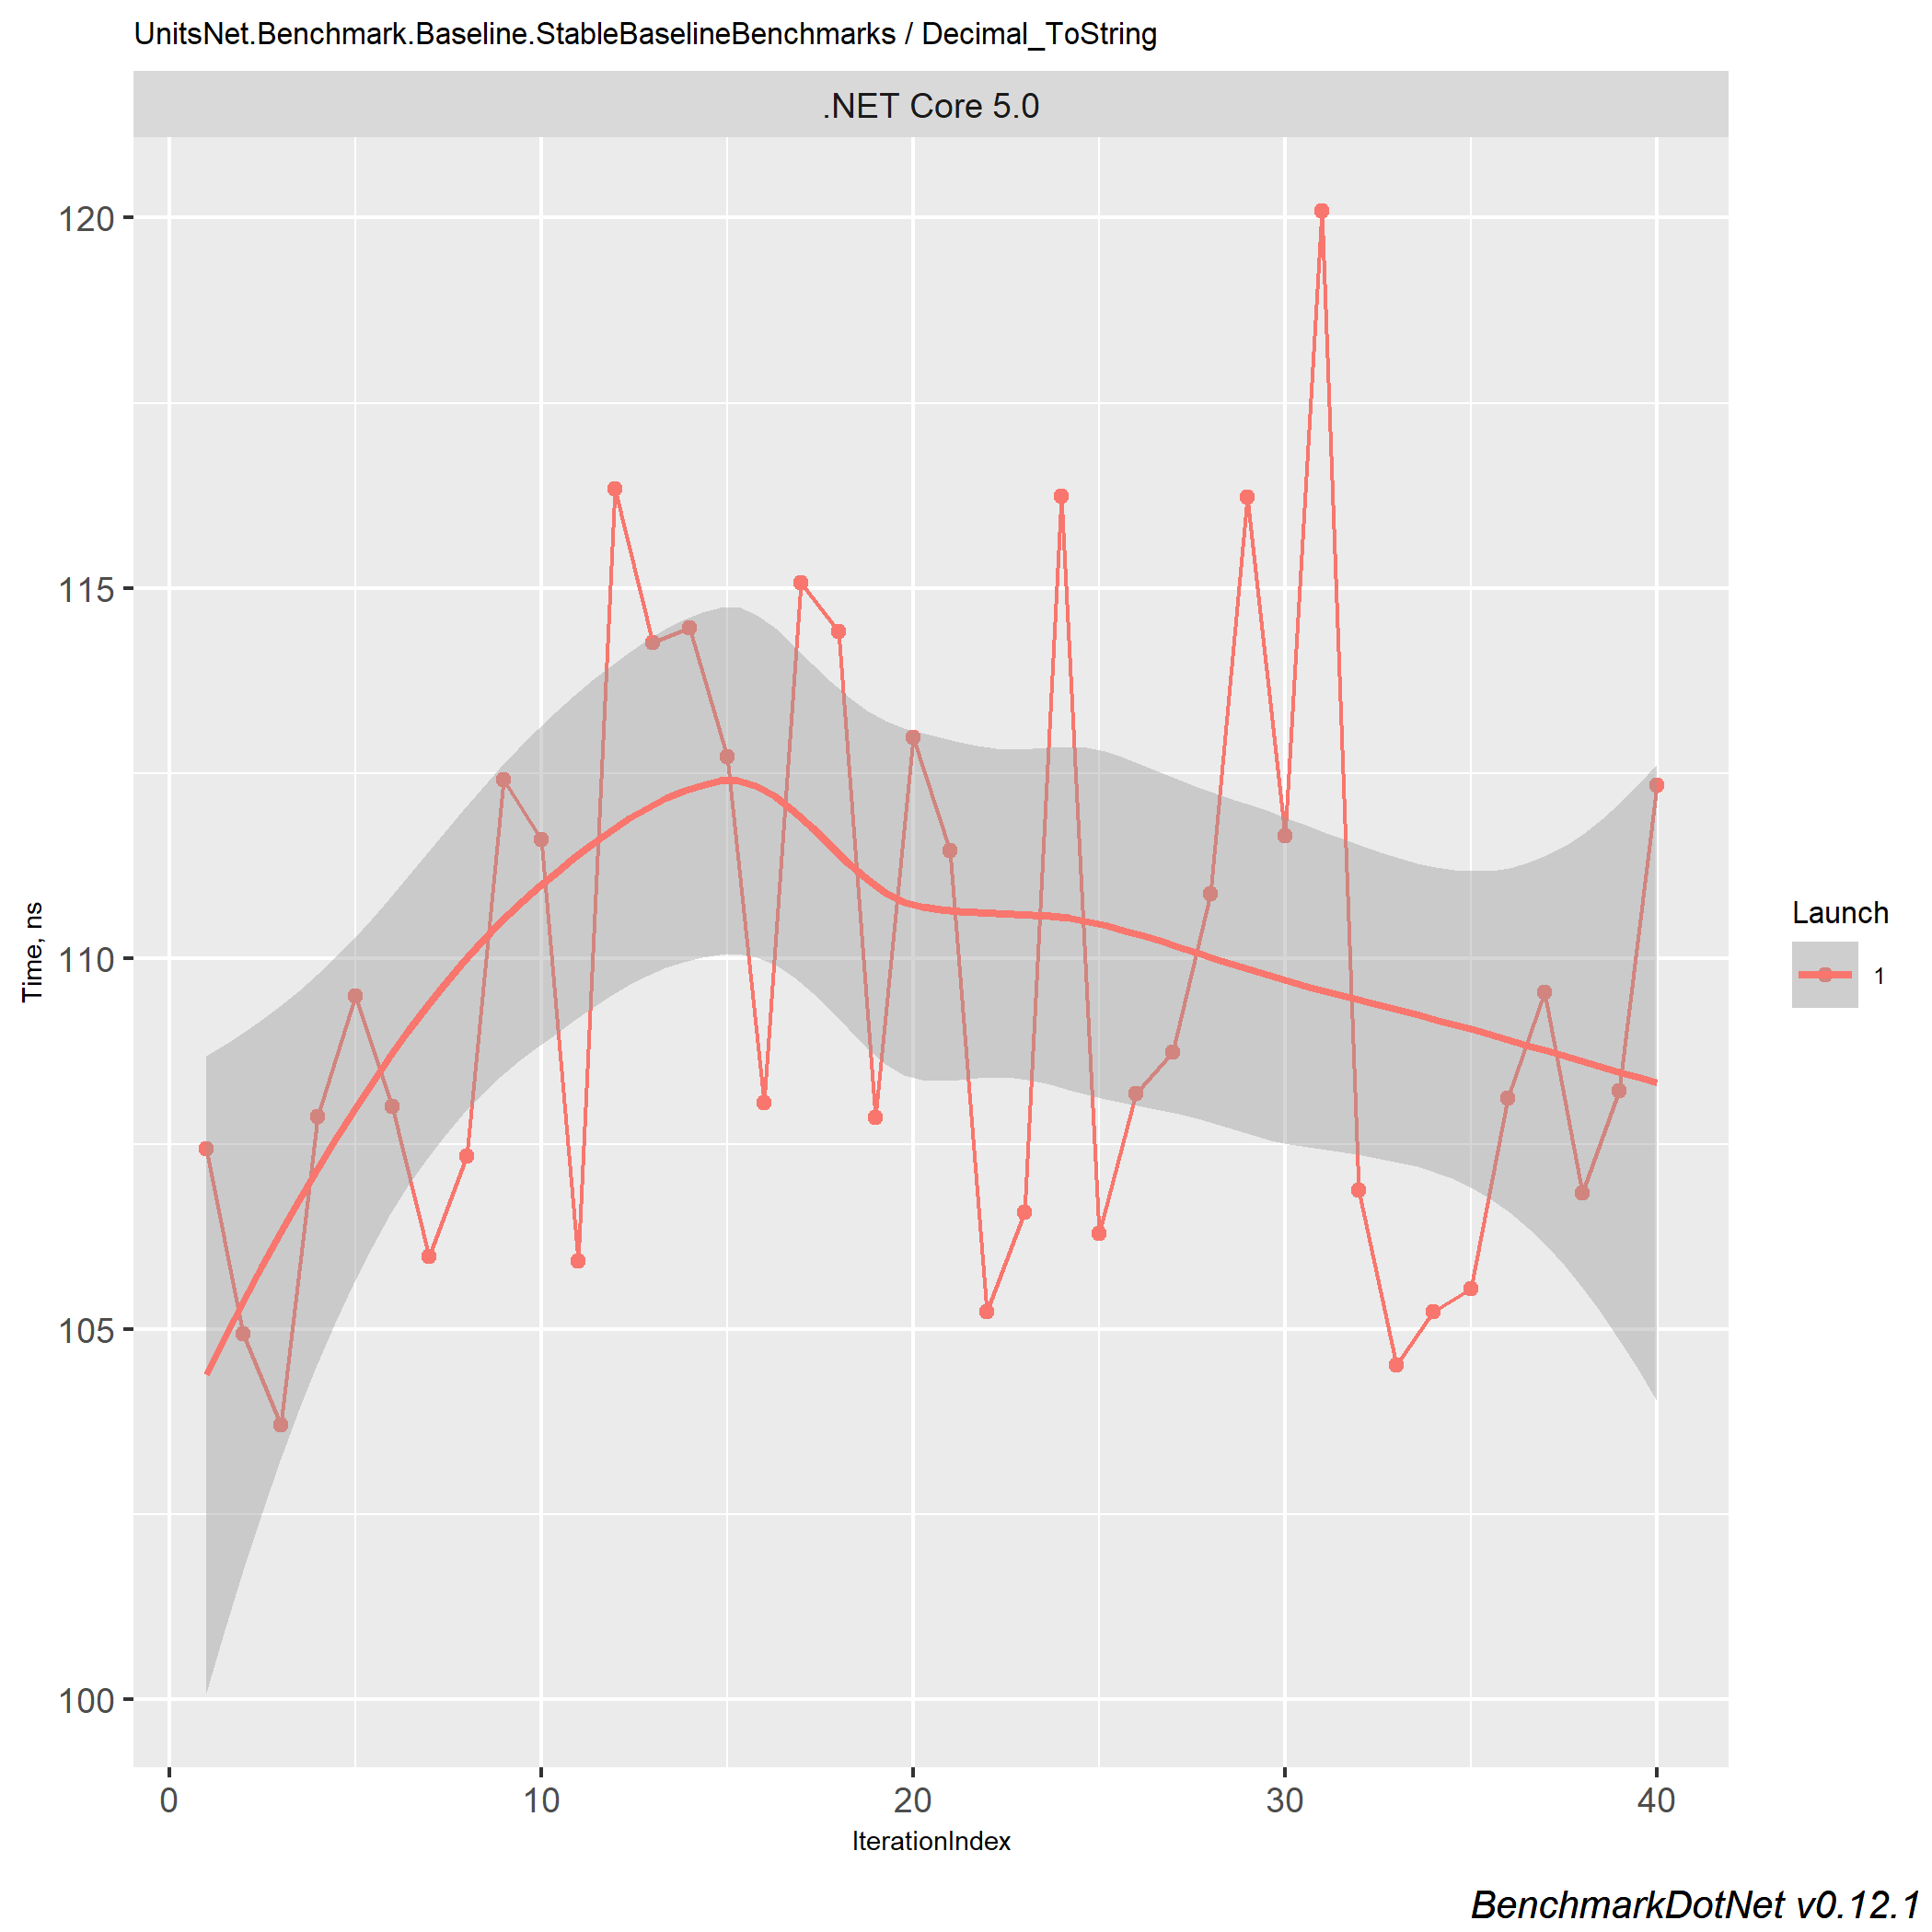 UnitsNet.Benchmark.Baseline.StableBaselineBenchmarks / Decimal_ToString
.NET Core 5.0
120
115
110
105
100
Time, ns
0 10 20 30 40
IterationIndex
Launch
1
BenchmarkDotNet v0.12.1